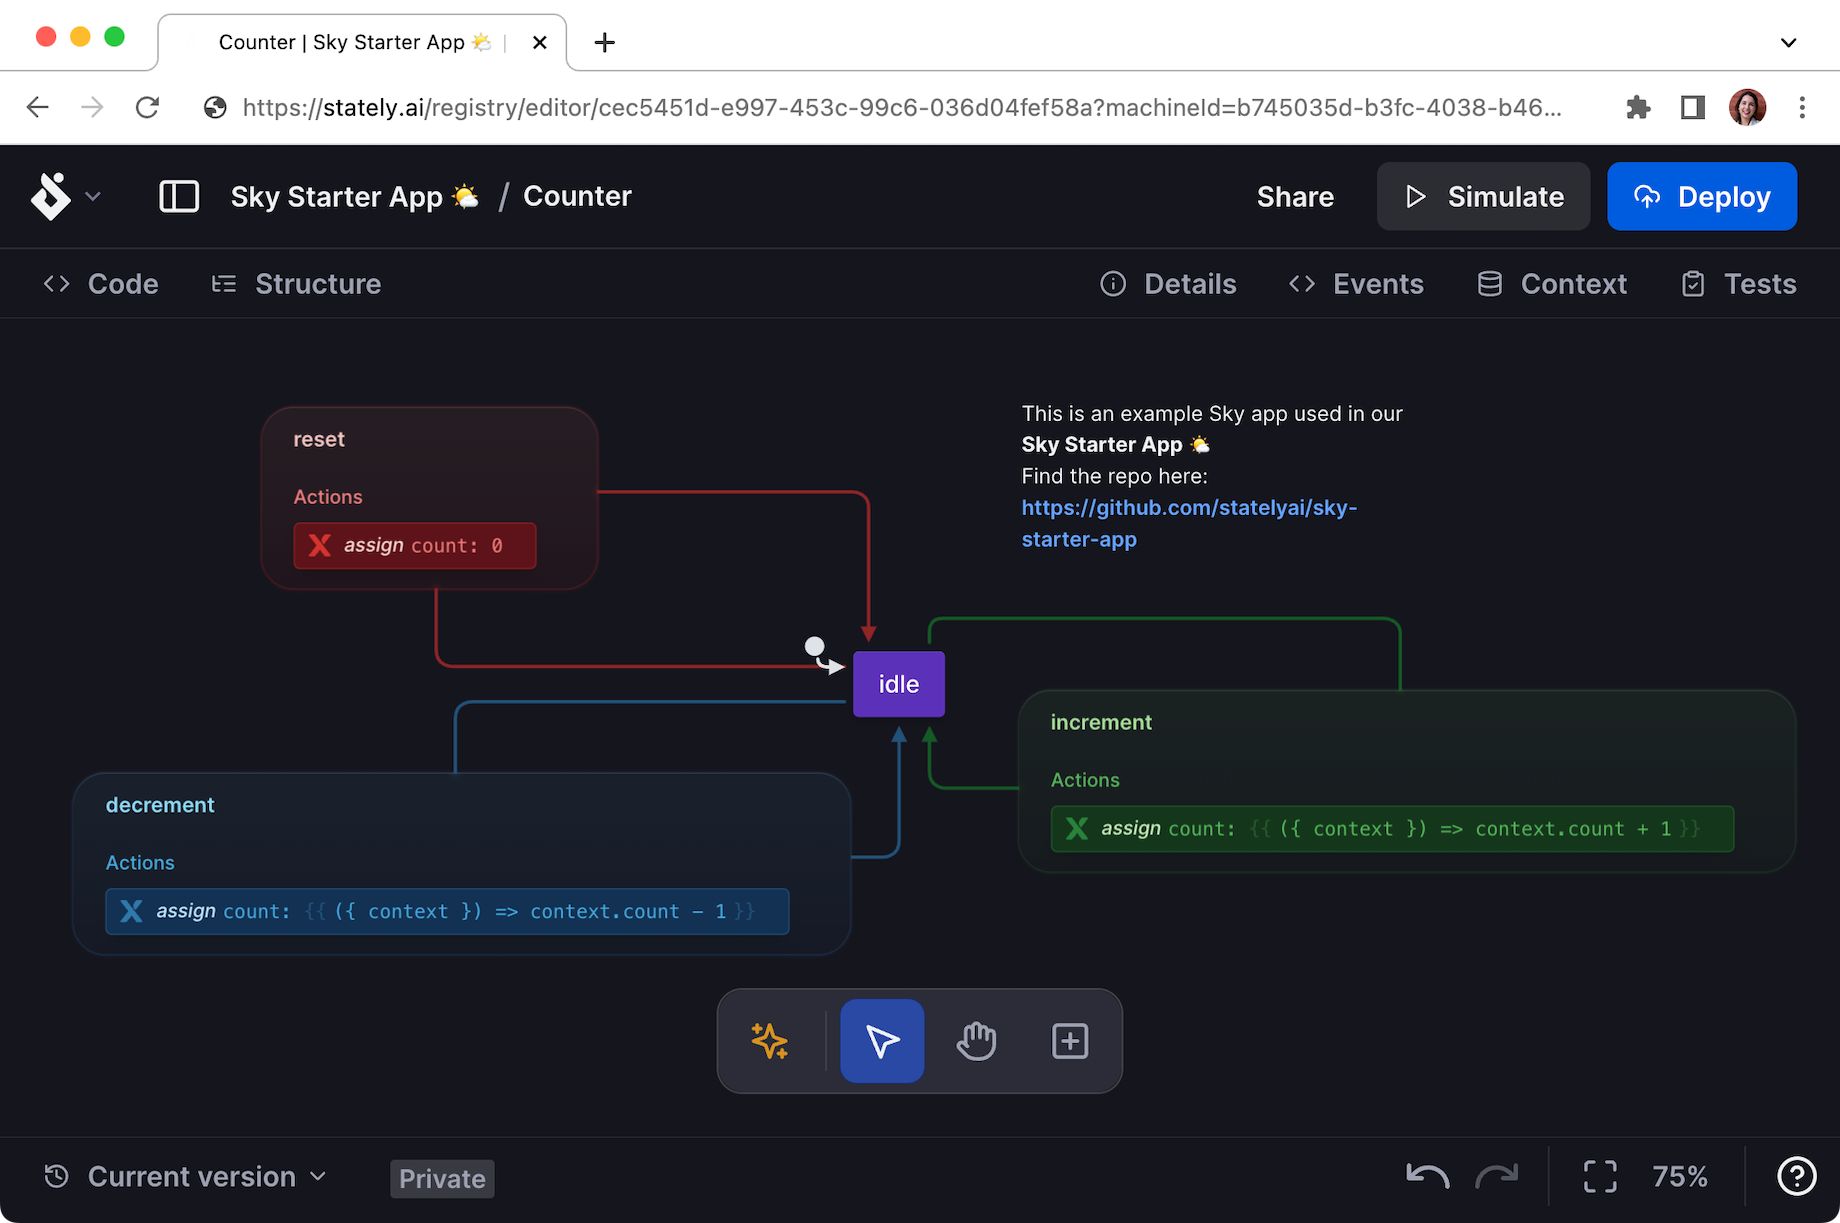 Counter | Sky Starter App 🌤️ |
https://stately.ai/registry/editor/cec5451d-e997-453c-99c6-036d04fef58a?machineId=b745035d-b3fc-4038-b46...
Sky Starter App 🌤️ / Counter
Share
Simulate
Deploy
Code
Structure
Details
Events
Context
Tests
This is an example Sky app used in our
Sky Starter App 🌤️
Find the repo here:
https://github.com/statelyai/sky-
starter-app
reset
Actions
assign count: 0
idle
increment
Actions
assign count: {{ ({ context }) => context.count + 1 }}
decrement
Actions
assign count: {{ ({ context }) => context.count - 1 }}
Current version
Private
75%